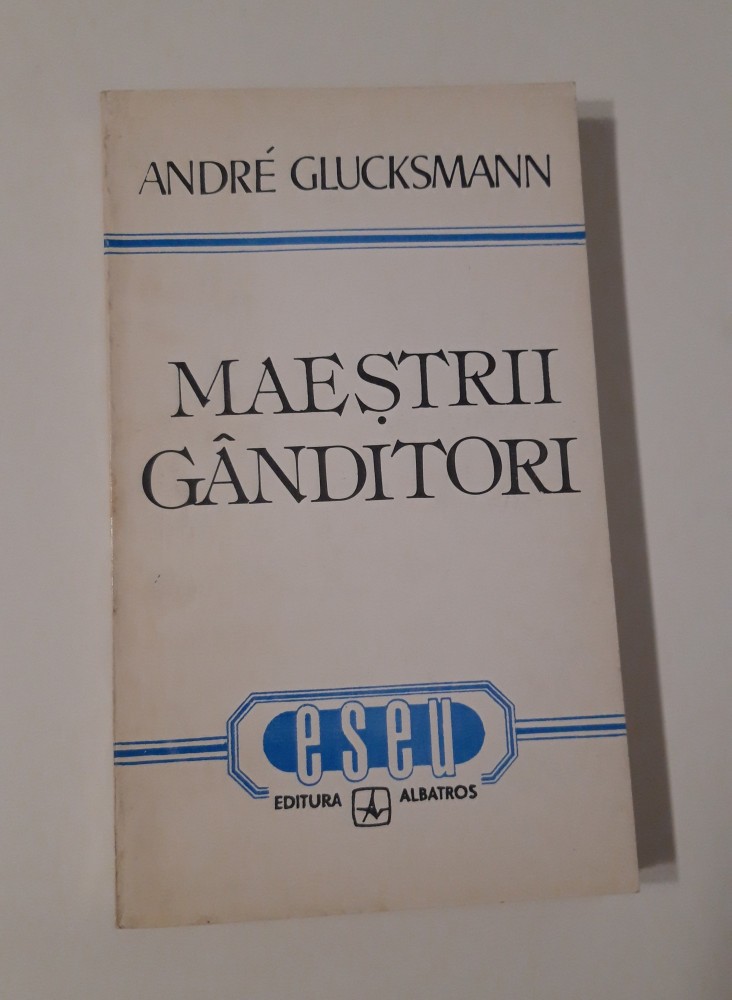 ANDRÉ GLUCKSMANN
MAEȘTRII
GÂNDITORI
eseu
EDITURA ALBATROS